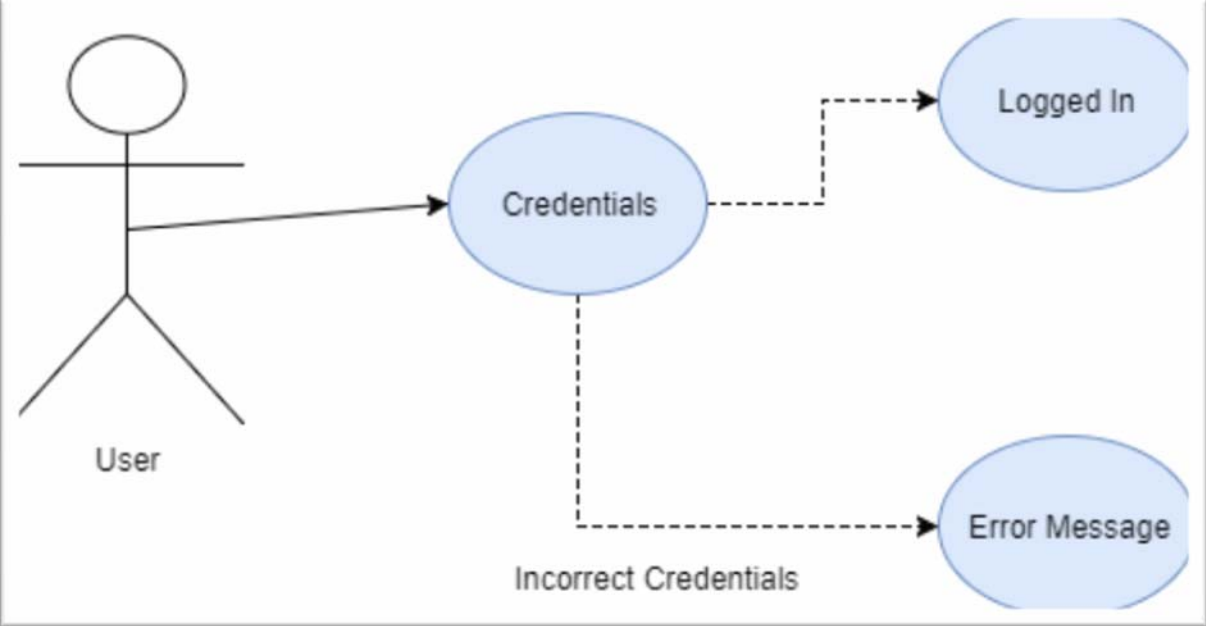 Logged In
Credentials
User
Error Message
Incorrect Credentials